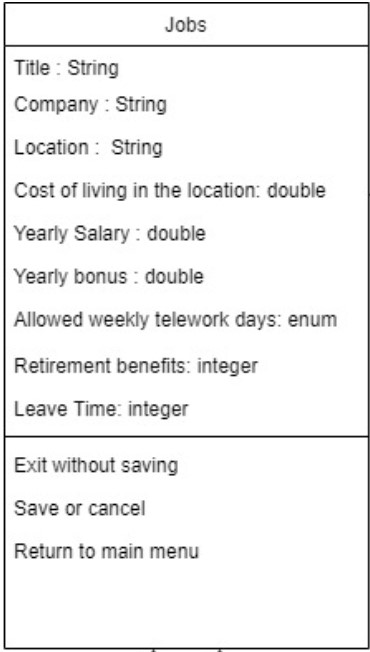 Jobs
Title : String
Company : String
Location :  String
Cost of living in the location: double
Yearly Salary : double
Yearly bonus : double
Allowed weekly telework days: enum
Retirement benefits: integer
Leave Time: integer
Exit without saving
Save or cancel
Return to main menu